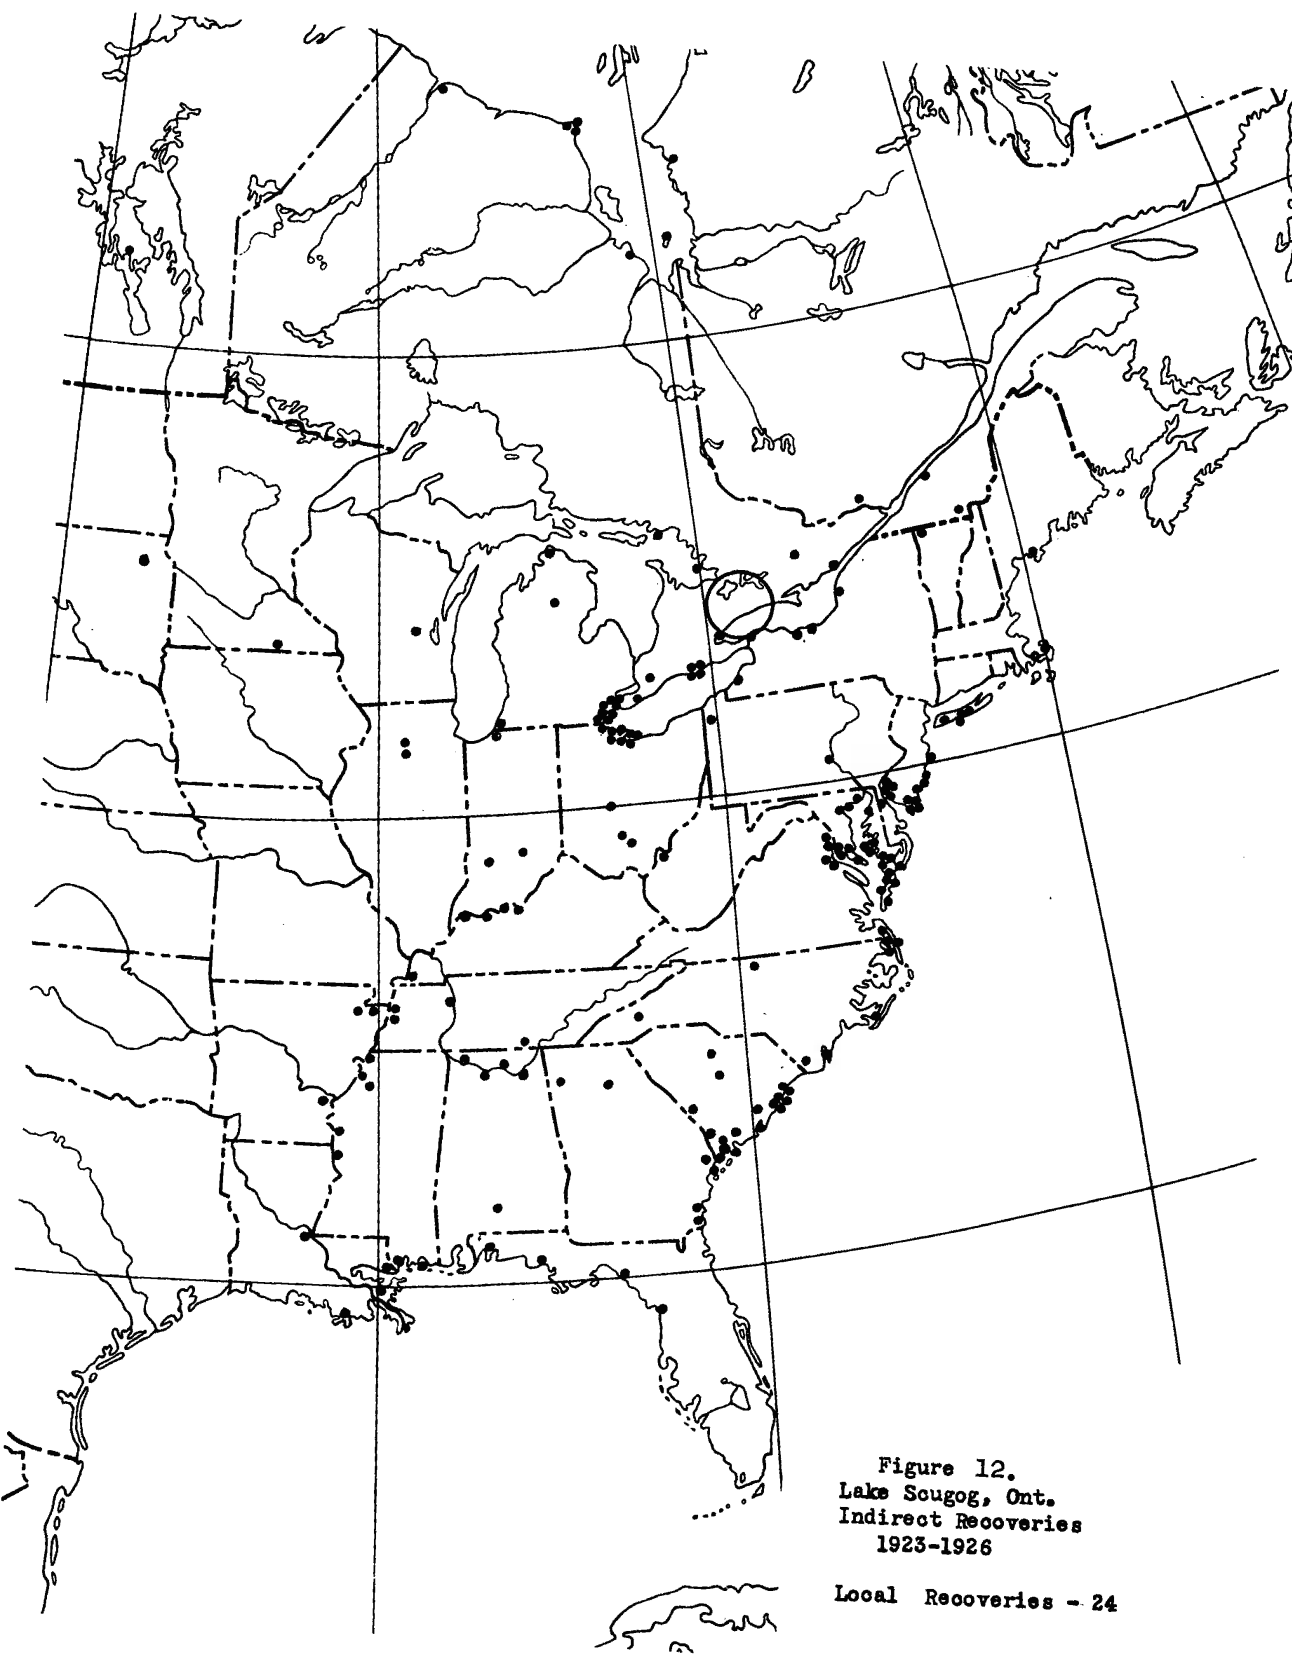 Figure 12.
Lake Scugog, Ont.
Indirect Recoveries
1923-1926
Local Recoveries - 24